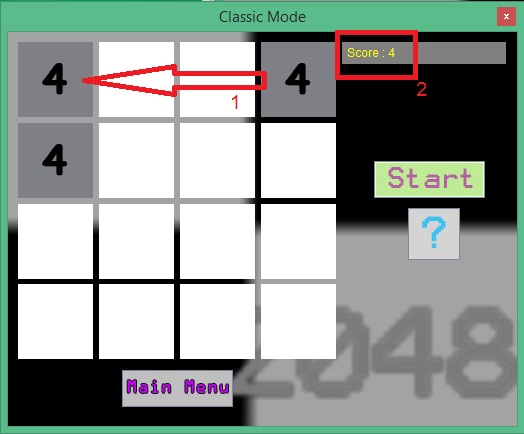 Classic Mode
x
4 4
Score : 4
1
2
4
Start
?
2048
Main Menu